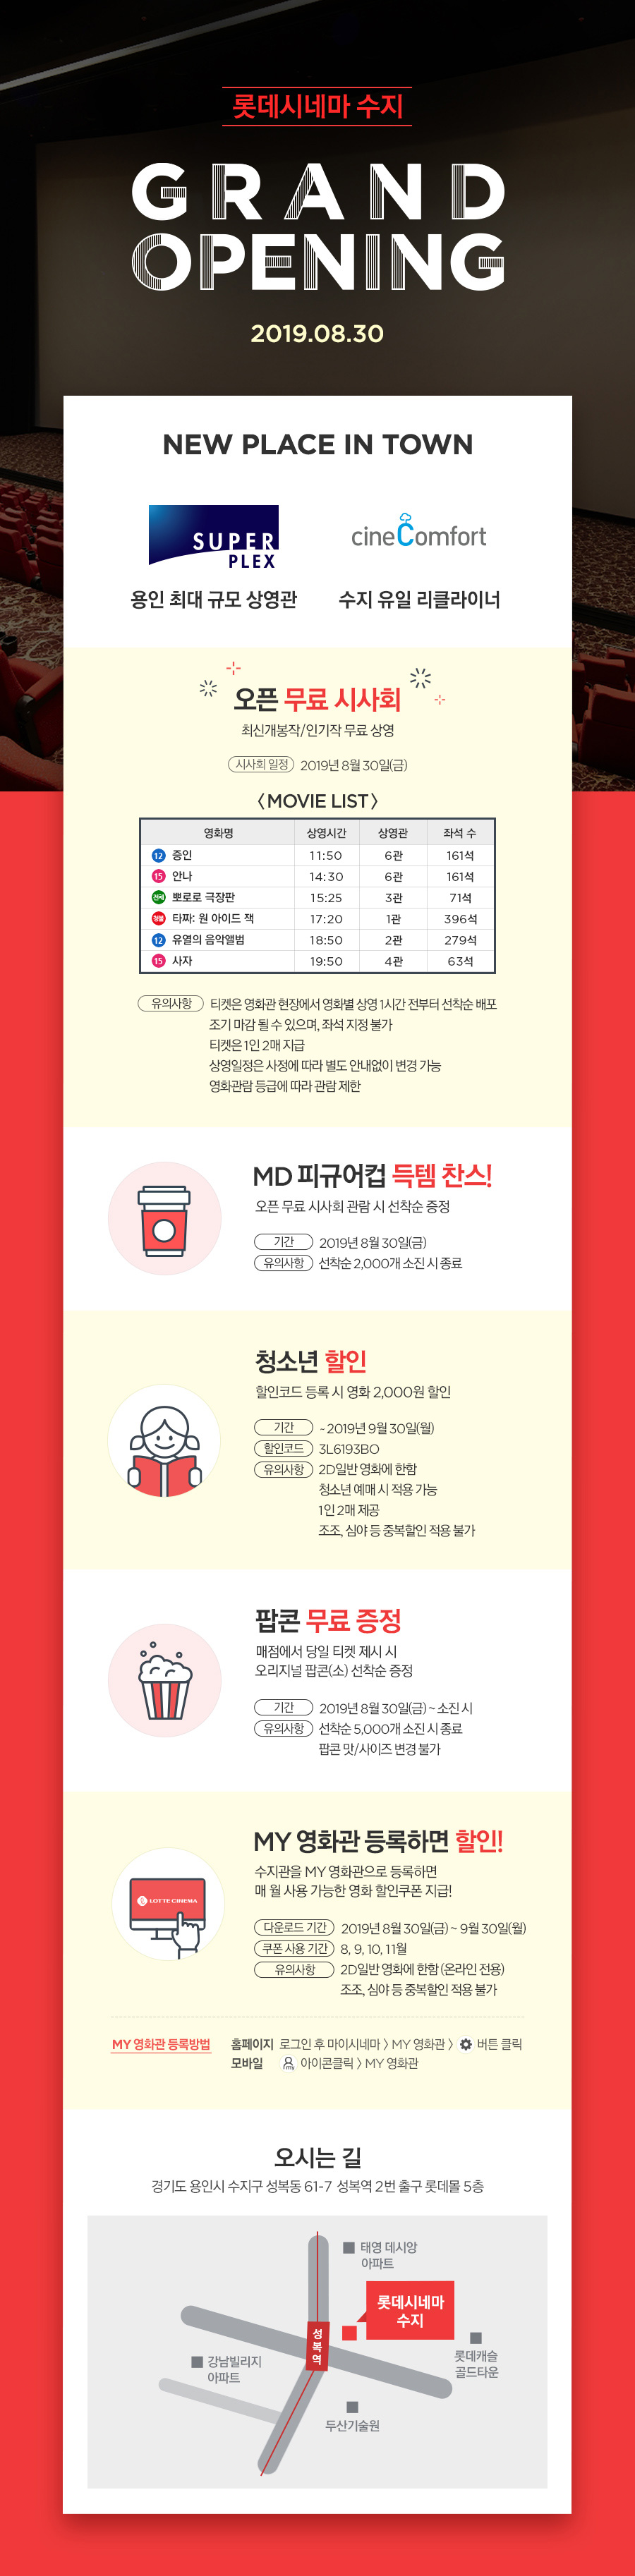 롯데시네마 수지
GRAND
OPENING
2019.08.30
NEW PLACE IN TOWN
SUPER
PLEX
cineComfort
용인 최대 규모 상영관
수지 유일 리클라이너
오픈 무료 시사회
최신개봉작/인기작 무료 상영
시사회 일정 2019년 8월 30일(금)
〈MOVIE LIST〉
영화명 상영시간 상영관 좌석 수
12 증인 11:50 6관 161석
15 안나 14:30 6관 161석
전체 뽀로로 극장판 15:25 3관 71석
청불 타짜: 원 아이드 잭 17:20 1관 396석
12 유열의 음악앨범 18:50 2관 279석
15 사자 19:50 4관 63석
유의사항 티켓은 영화관 현장에서 영화별 상영 1시간 전부터 선착순 배포
조기 마감 될 수 있으며, 좌석 지정 불가
티켓은 1인 2매 지급
상영일정은 사정에 따라 별도 안내없이 변경 가능
영화관람 등급에 따라 관람 제한
MD 피규어컵 득템 찬스!
오픈 무료 시사회 관람 시 선착순 증정
기간 2019년 8월 30일(금)
유의사항 선착순 2,000개 소진 시 종료
청소년 할인
할인코드 등록 시 영화 2,000원 할인
기간 ~ 2019년 9월 30일(월)
할인코드 3L6193BO
유의사항 2D일반 영화에 한함
청소년 예매 시 적용 가능
1인 2매 제공
조조, 심야 등 중복할인 적용 불가
팝콘 무료 증정
매점에서 당일 티켓 제시 시
오리지널 팝콘(소) 선착순 증정
기간 2019년 8월 30일(금) ~ 소진 시
유의사항 선착순 5,000개 소진 시 종료
팝콘 맛/사이즈 변경 불가
MY 영화관 등록하면 할인!
수지관을 MY 영화관으로 등록하면
매 월 사용 가능한 영화 할인쿠폰 지급!
LOTTE CINEMA
다운로드 기간 2019년 8월 30일(금) ~ 9월 30일(월)
쿠폰 사용 기간 8, 9, 10, 11월
유의사항 2D일반 영화에 한함 (온라인 전용)
조조, 심야 등 중복할인 적용 불가
MY 영화관 등록방법 홈페이지 로그인 후 마이시네마 > MY 영화관 > 버튼 클릭
모바일 my 아이콘클릭 > MY 영화관
오시는 길
경기도 용인시 수지구 성복동 61-7 성복역 2번 출구 롯데몰 5층
태영 데시앙
아파트
롯데시네마
수지
성복역
롯데캐슬
골드타운
강남빌리지
아파트
두산기술원